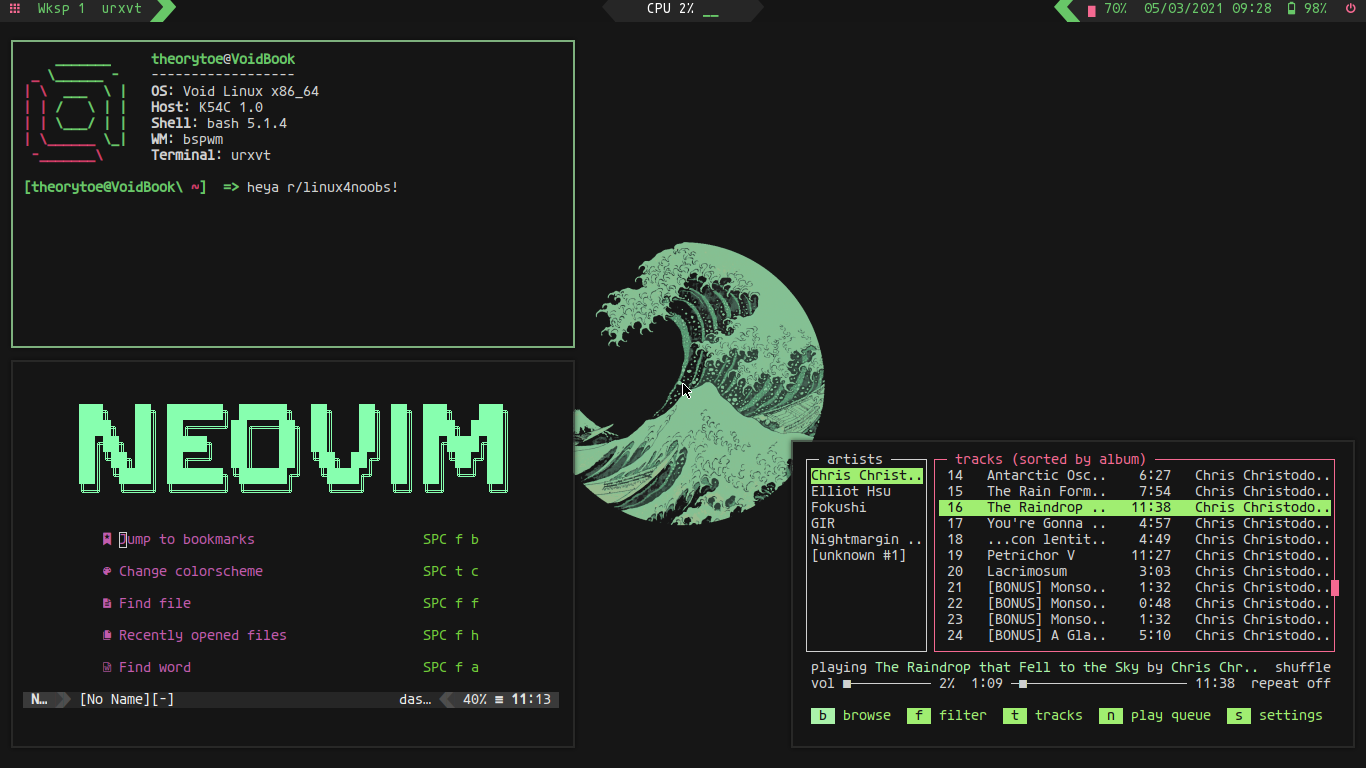 Wksp 1 urxvt
CPU 2% __
70% 05/03/2021 09:28 98%
theorytoe@VoidBook
------------------
OS: Void Linux x86_64
Host: K54C 1.0
Shell: bash 5.1.4
WM: bspwm
Terminal: urxvt
[theorytoe@VoidBook\ ~] => heya r/linux4noobs!
NEOVIM
Jump to bookmarks SPC f b
Change colorscheme SPC t c
Find file SPC f f
Recently opened files SPC f h
Find word SPC f a
N… [No Name][-] das… 40% ≡ 11:13
artists
Chris Christ..
Elliot Hsu
Fokushi
GIR
Nightmargin ..
[unknown #1]
tracks (sorted by album)
14 Antarctic Osc.. 6:27 Chris Christodo..
15 The Rain Form.. 7:54 Chris Christodo..
16 The Raindrop .. 11:38 Chris Christodo..
17 You're Gonna .. 4:57 Chris Christodo..
18 ...con lentit.. 4:49 Chris Christodo..
19 Petrichor V 11:27 Chris Christodo..
20 Lacrimosum 3:03 Chris Christodo..
21 [BONUS] Monso.. 1:32 Chris Christodo..
22 [BONUS] Monso.. 0:48 Chris Christodo..
23 [BONUS] Monso.. 1:32 Chris Christodo..
24 [BONUS] A Gla.. 5:10 Chris Christodo..
playing The Raindrop that Fell to the Sky by Chris Chr.. shuffle
vol 2% 1:09 11:38 repeat off
b browse f filter t tracks n play queue s settings